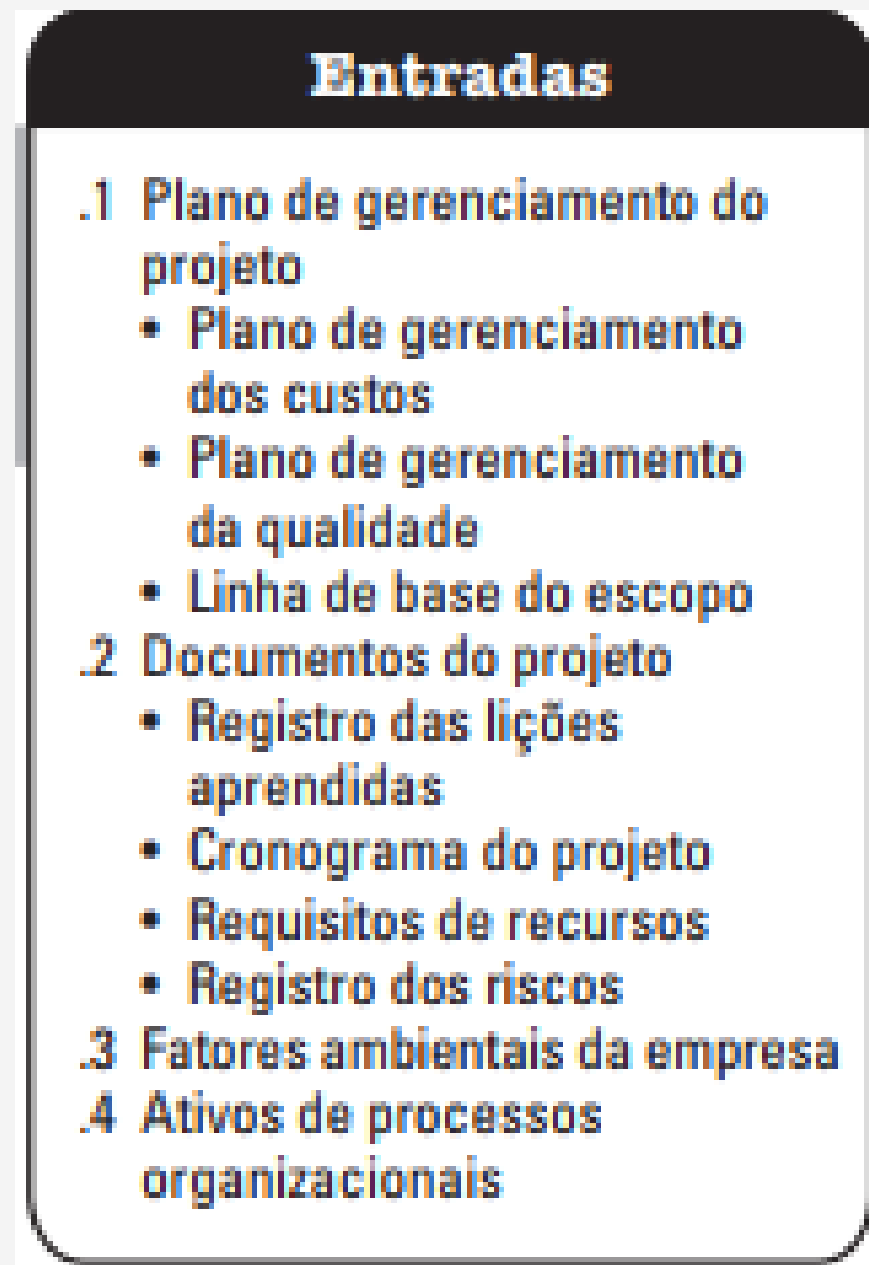 Entradas
.1 Plano de gerenciamento do
projeto
• Plano de gerenciamento
dos custos
• Plano de gerenciamento
da qualidade
• Linha de base do escopo
.2 Documentos do projeto
• Registro das lições
aprendidas
• Cronograma do projeto
• Requisitos de recursos
• Registro dos riscos
.3 Fatores ambientais da empresa
.4 Ativos de processos
organizacionais